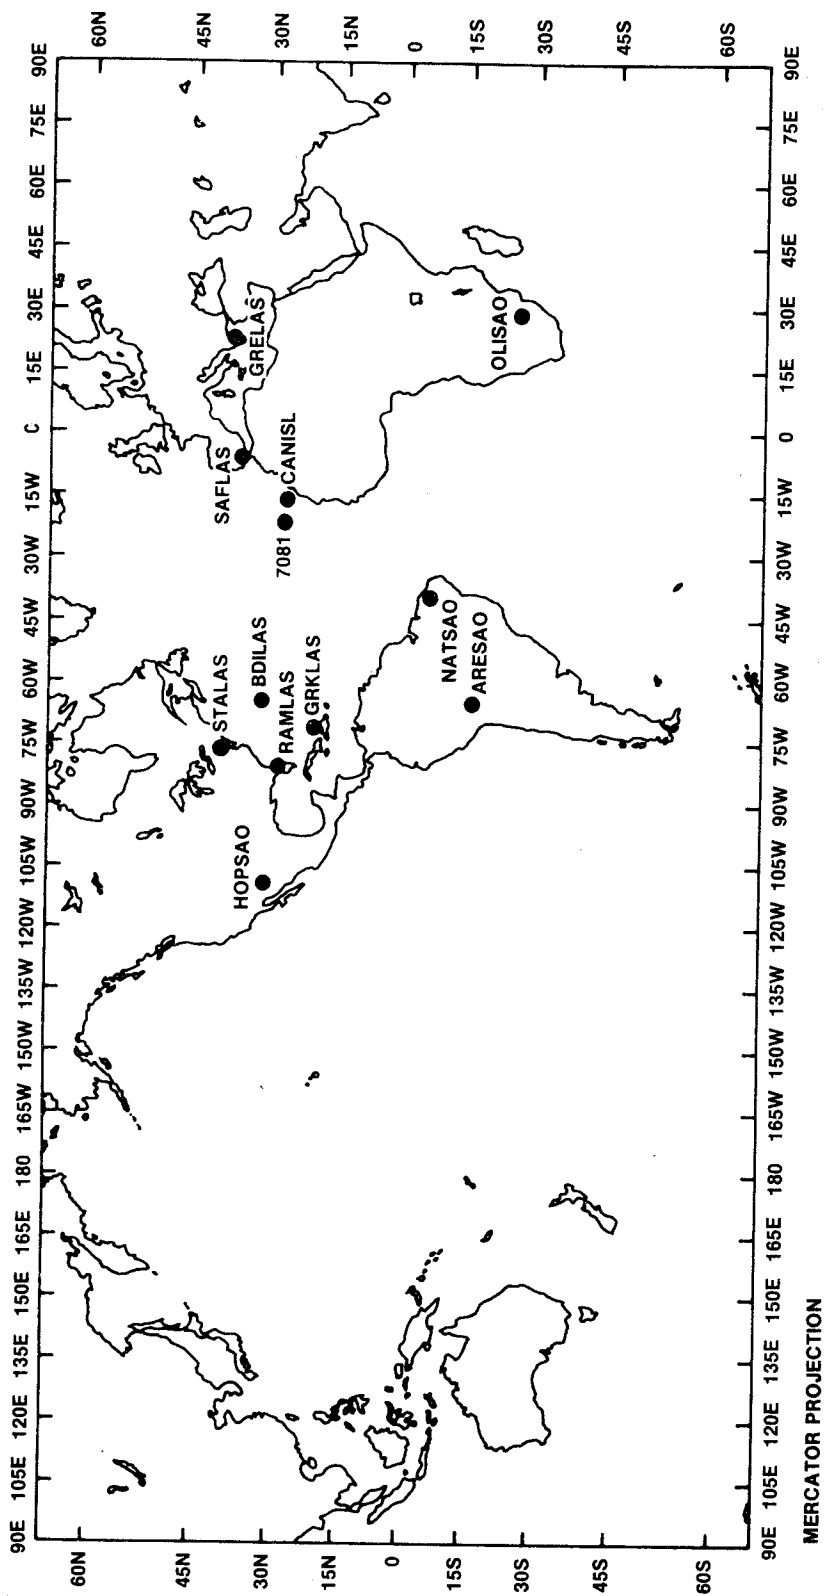 90E 105E 120E 135E 150E 165E 180 165W 150W 135W 120W 105W 90W 75W 60W 45W 30W 15W C 15E 30E 45E 60E 75E 90E
60N
45N
30N
15N
0
15S
30S
45S
60S
60N
45N
30N
15N
0
15S
30S
45S
60S
HOPSAO
STALAS
BDILAS
RAMLAS
GRKLAS
7081
SAFLAS
CANISL
GRELAS
NATSAO
ARESAO
OLISAO
90E 105E 120E 135E 150E 165E 180 165W 150W 135W 120W 105W 90W 75W 60W 45W 30W 15W 0 15E 30E 45E 60E 75E 90E
MERCATOR PROJECTION